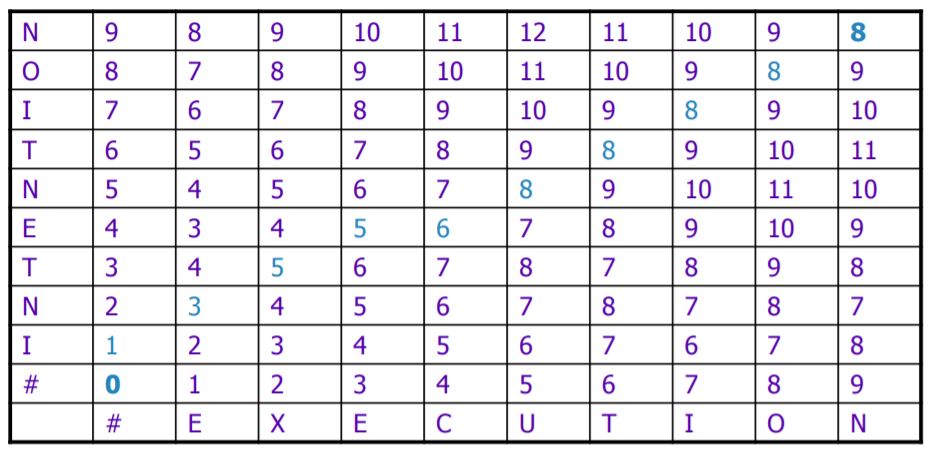 N 9 8 9 10 11 12 11 10 9 8
O 8 7 8 9 10 11 10 9 8 9
I 7 6 7 8 9 10 9 8 9 10
T 6 5 6 7 8 9 8 9 10 11
N 5 4 5 6 7 8 9 10 11 10
E 4 3 4 5 6 7 8 9 10 9
T 3 4 5 6 7 8 7 8 9 8
N 2 3 4 5 6 7 8 7 8 7
I 1 2 3 4 5 6 7 6 7 8
# 0 1 2 3 4 5 6 7 8 9
# E X E C U T I O N